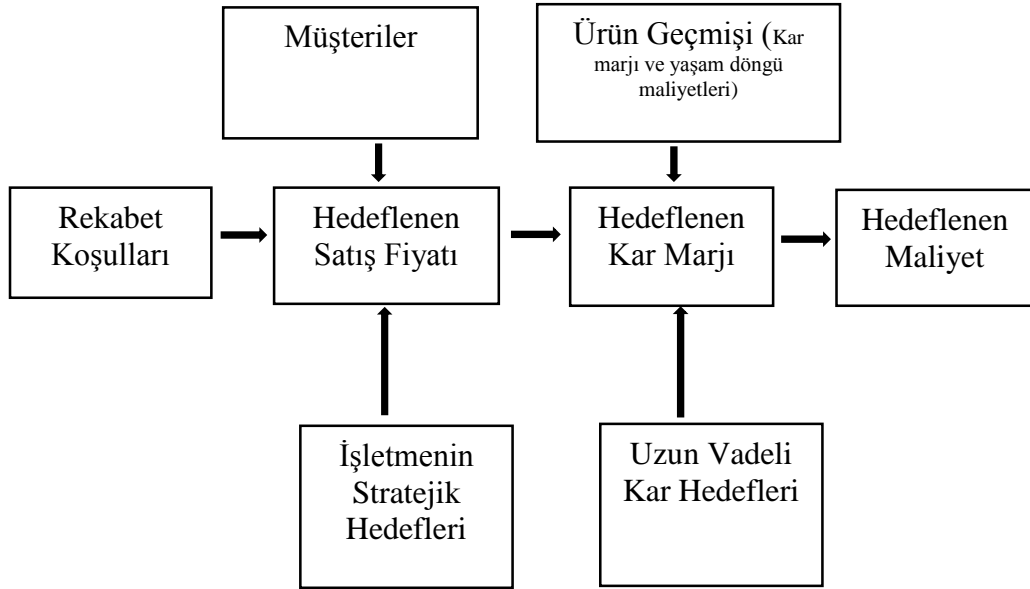 Müşteriler
Ürün Geçmişi (Kar
marjı ve yaşam döngü
maliyetleri)
Rekabet
Koşulları
Hedeflenen
Satış Fiyatı
Hedeflenen
Kar Marjı
Hedeflenen
Maliyet
İşletmenin
Stratejik
Hedefleri
Uzun Vadeli
Kar Hedefleri